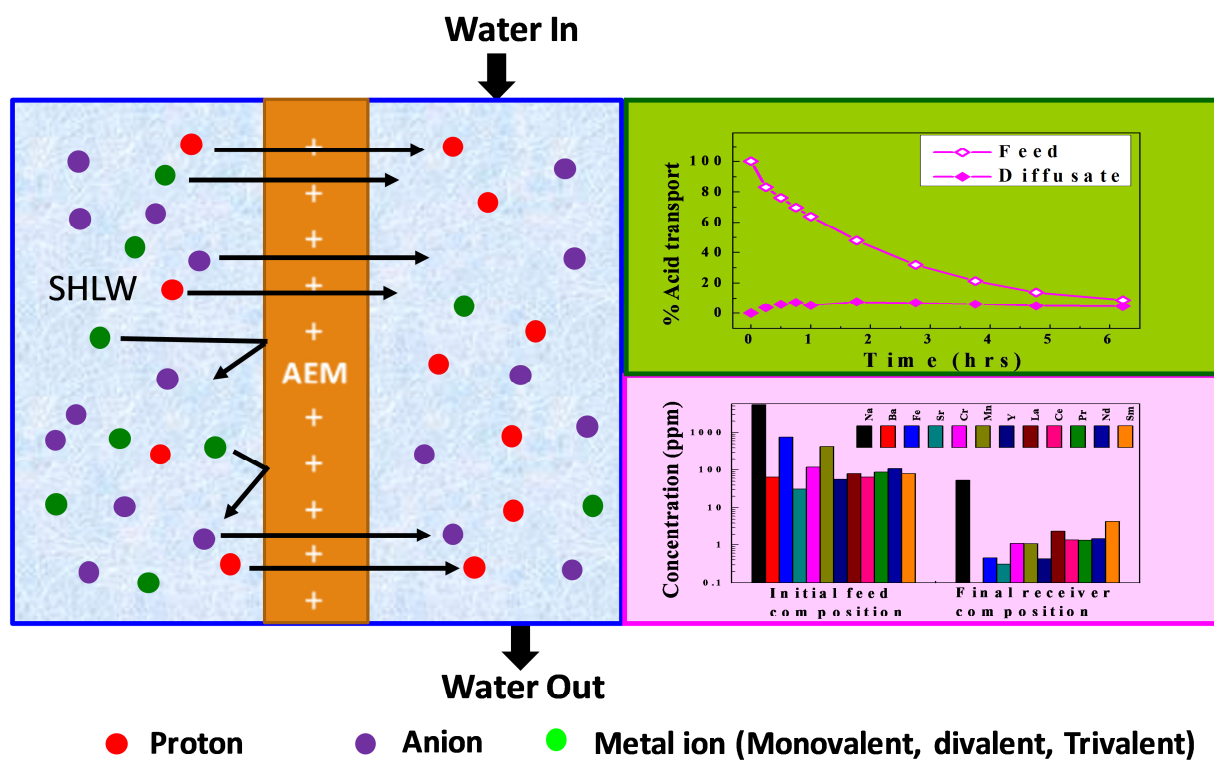 Water In
SHLW
+
+
+
+
+
AEM
+
+
+
+
+
Water Out
% Acid transport
100
80
60
40
20
0
Feed
Diffusate
0 1 2 3 4 5 6
Time (hrs)
Concentration (ppm)
1000
100
10
1
0.1
Na Ba Fe Sr Cr Mn Y La Ce Pr Nd Sm
Initial feed
composition
Final receiver
composition
Proton
Anion
Metal ion (Monovalent, divalent, Trivalent)